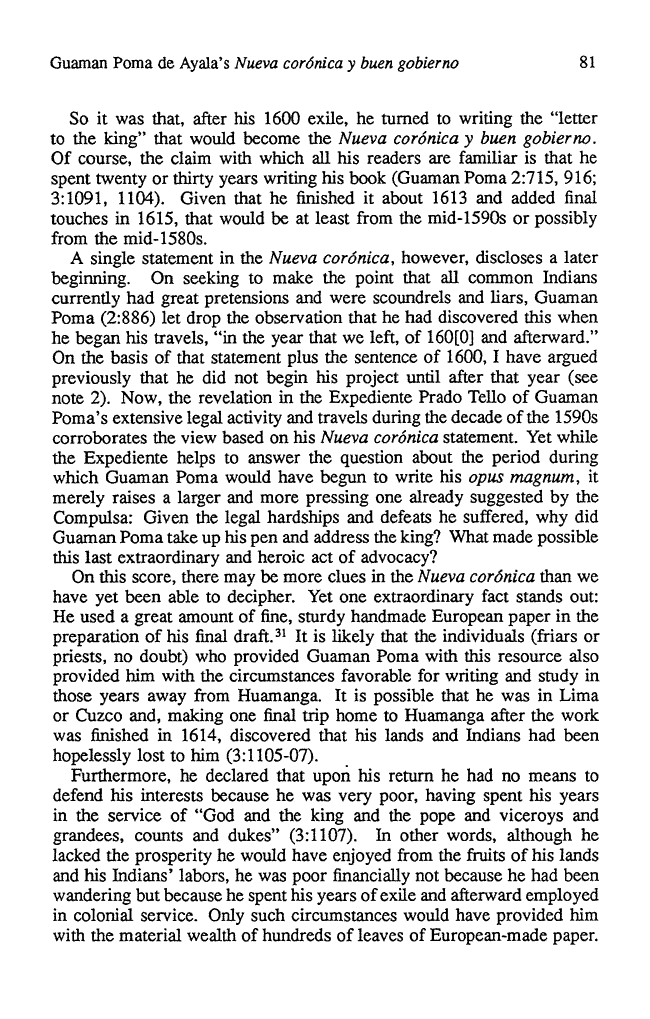 Guaman Poma de Ayala's Nueva corónica y buen gobierno 81
So it was that, after his 1600 exile, he turned to writing the “letter
to the king” that would become the Nueva corónica y buen gobierno.
Of course, the claim with which all his readers are familiar is that he
spent twenty or thirty years writing his book (Guaman Poma 2:715, 916;
3:1091, 1104). Given that he finished it about 1613 and added final
touches in 1615, that would be at least from the mid-1590s or possibly
from the mid-1580s.
A single statement in the Nueva corónica, however, discloses a later
beginning. On seeking to make the point that all common Indians
currently had great pretensions and were scoundrels and liars, Guaman
Poma (2:886) let drop the observation that he had discovered this when
he began his travels, “in the year that we left, of 160[0] and afterward.”
On the basis of that statement plus the sentence of 1600, I have argued
previously that he did not begin his project until after that year (see
note 2). Now, the revelation in the Expediente Prado Tello of Guaman
Poma's extensive legal activity and travels during the decade of the 1590s
corroborates the view based on his Nueva corónica statement. Yet while
the Expediente helps to answer the question about the period during
which Guaman Poma would have begun to write his opus magnum, it
merely raises a larger and more pressing one already suggested by the
Compulsa: Given the legal hardships and defeats he suffered, why did
Guaman Poma take up his pen and address the king? What made possible
this last extraordinary and heroic act of advocacy?
On this score, there may be more clues in the Nueva corónica than we
have yet been able to decipher. Yet one extraordinary fact stands out:
He used a great amount of fine, sturdy handmade European paper in the
preparation of his final draft.³¹ It is likely that the individuals (friars or
priests, no doubt) who provided Guaman Poma with this resource also
provided him with the circumstances favorable for writing and study in
those years away from Huamanga. It is possible that he was in Lima
or Cuzco and, making one final trip home to Huamanga after the work
was finished in 1614, discovered that his lands and Indians had been
hopelessly lost to him (3:1105-07).
Furthermore, he declared that upon his return he had no means to
defend his interests because he was very poor, having spent his years
in the service of “God and the king and the pope and viceroys and
grandees, counts and dukes” (3:1107). In other words, although he
lacked the prosperity he would have enjoyed from the fruits of his lands
and his Indians' labors, he was poor financially not because he had been
wandering but because he spent his years of exile and afterward employed
in colonial service. Only such circumstances would have provided him
with the material wealth of hundreds of leaves of European-made paper.